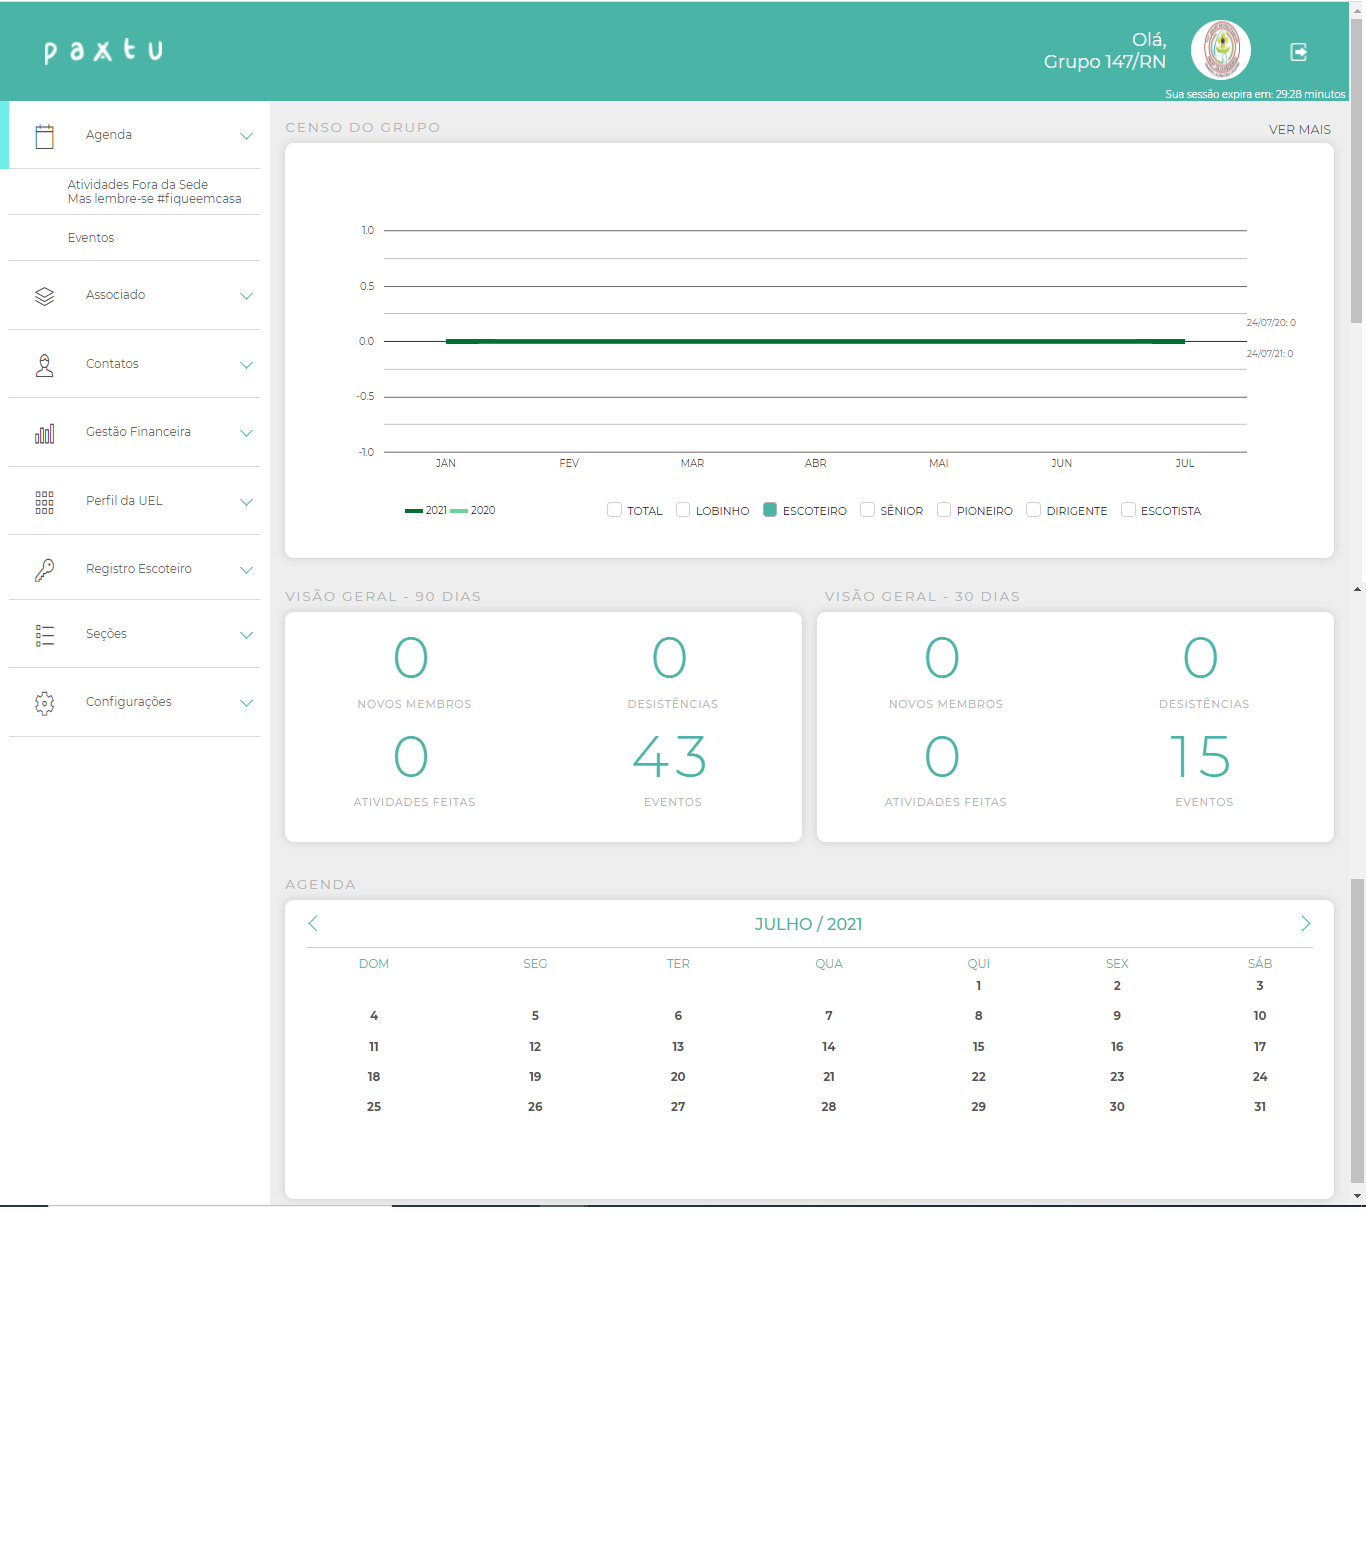 paxtu
Olá,
Grupo 147/RN
Sua sessão expira em: 29:28 minutos
Agenda
Atividades Fora da Sede
Mas lembre-se #fiqueemcasa
Eventos
Associado
Contatos
Gestão Financeira
Perfil da UEL
Registro Escoteiro
Seções
Configurações
CENSO DO GRUPO
VER MAIS
1.0
0.5
0.0
-0.5
-1.0
24/07/20: 0
24/07/21: 0
JAN FEV MAR ABR MAI JUN JUL
2021 2020 TOTAL LOBINHO ESCOTEIRO SÊNIOR PIONEIRO DIRIGENTE ESCOTISTA
VISÃO GERAL - 90 DIAS
0 0
NOVOS MEMBROS DESISTÊNCIAS
0 43
ATIVIDADES FEITAS EVENTOS
VISÃO GERAL - 30 DIAS
0 0
NOVOS MEMBROS DESISTÊNCIAS
0 15
ATIVIDADES FEITAS EVENTOS
AGENDA
JULHO / 2021
DOM SEG TER QUA QUI SEX SÁB
1 2 3
4 5 6 7 8 9 10
11 12 13 14 15 16 17
18 19 20 21 22 23 24
25 26 27 28 29 30 31